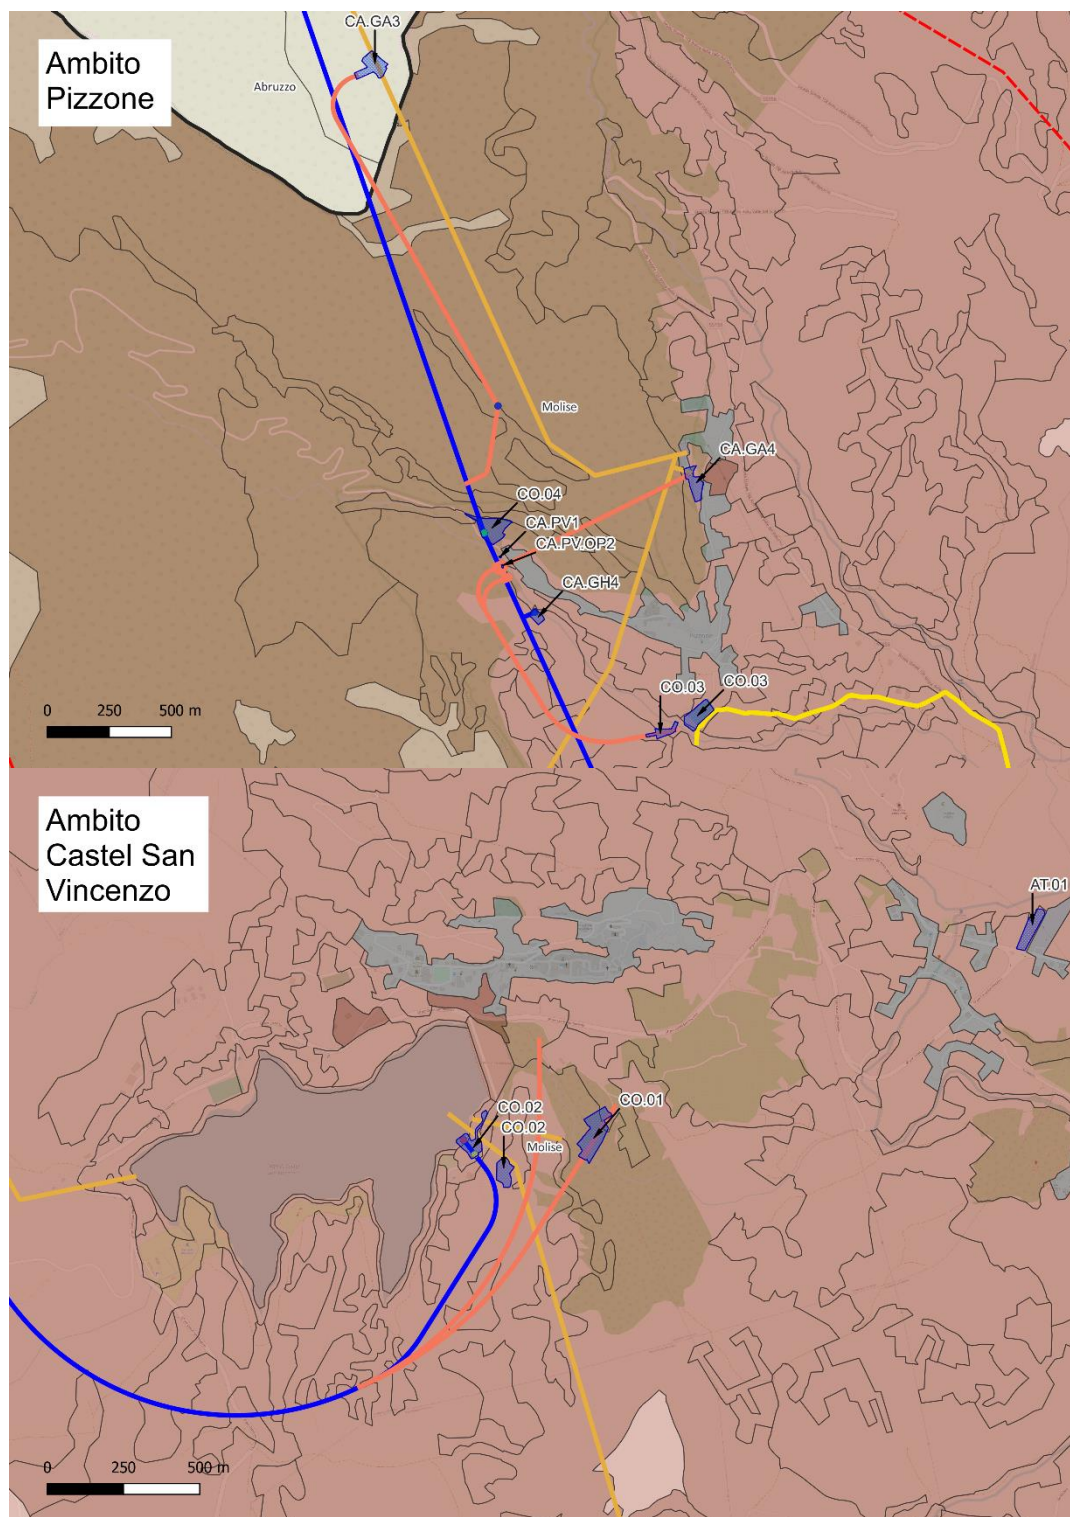 CA.GA3
Ambito
Pizzone
Abruzzo
Molise
CA.GA4
CO.04
CA.PV1
CA.PV.OP2
CA.GH4
CO.03
CO.03
0 250 500 m
Ambito
Castel San
Vincenzo
AT.01
CO.02
CO.01
CO.02
Molise
0 250 500 m